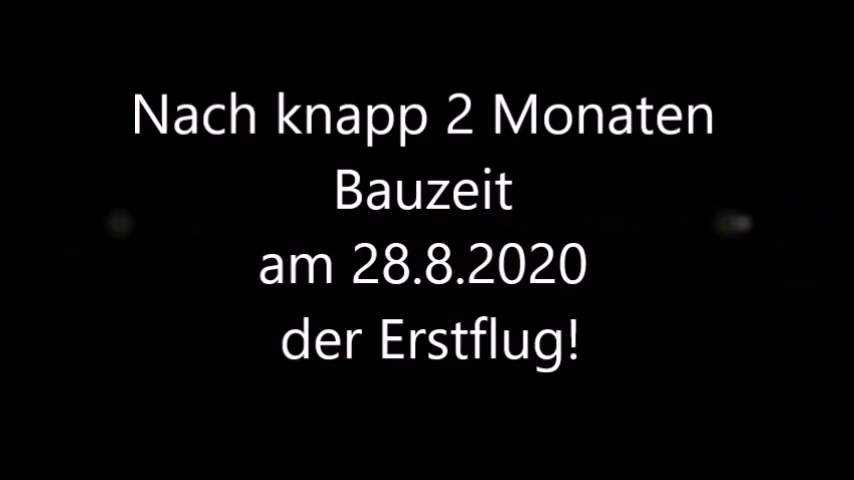 Nach knapp 2 Monaten
Bauzeit
am 28.8.2020
der Erstflug!